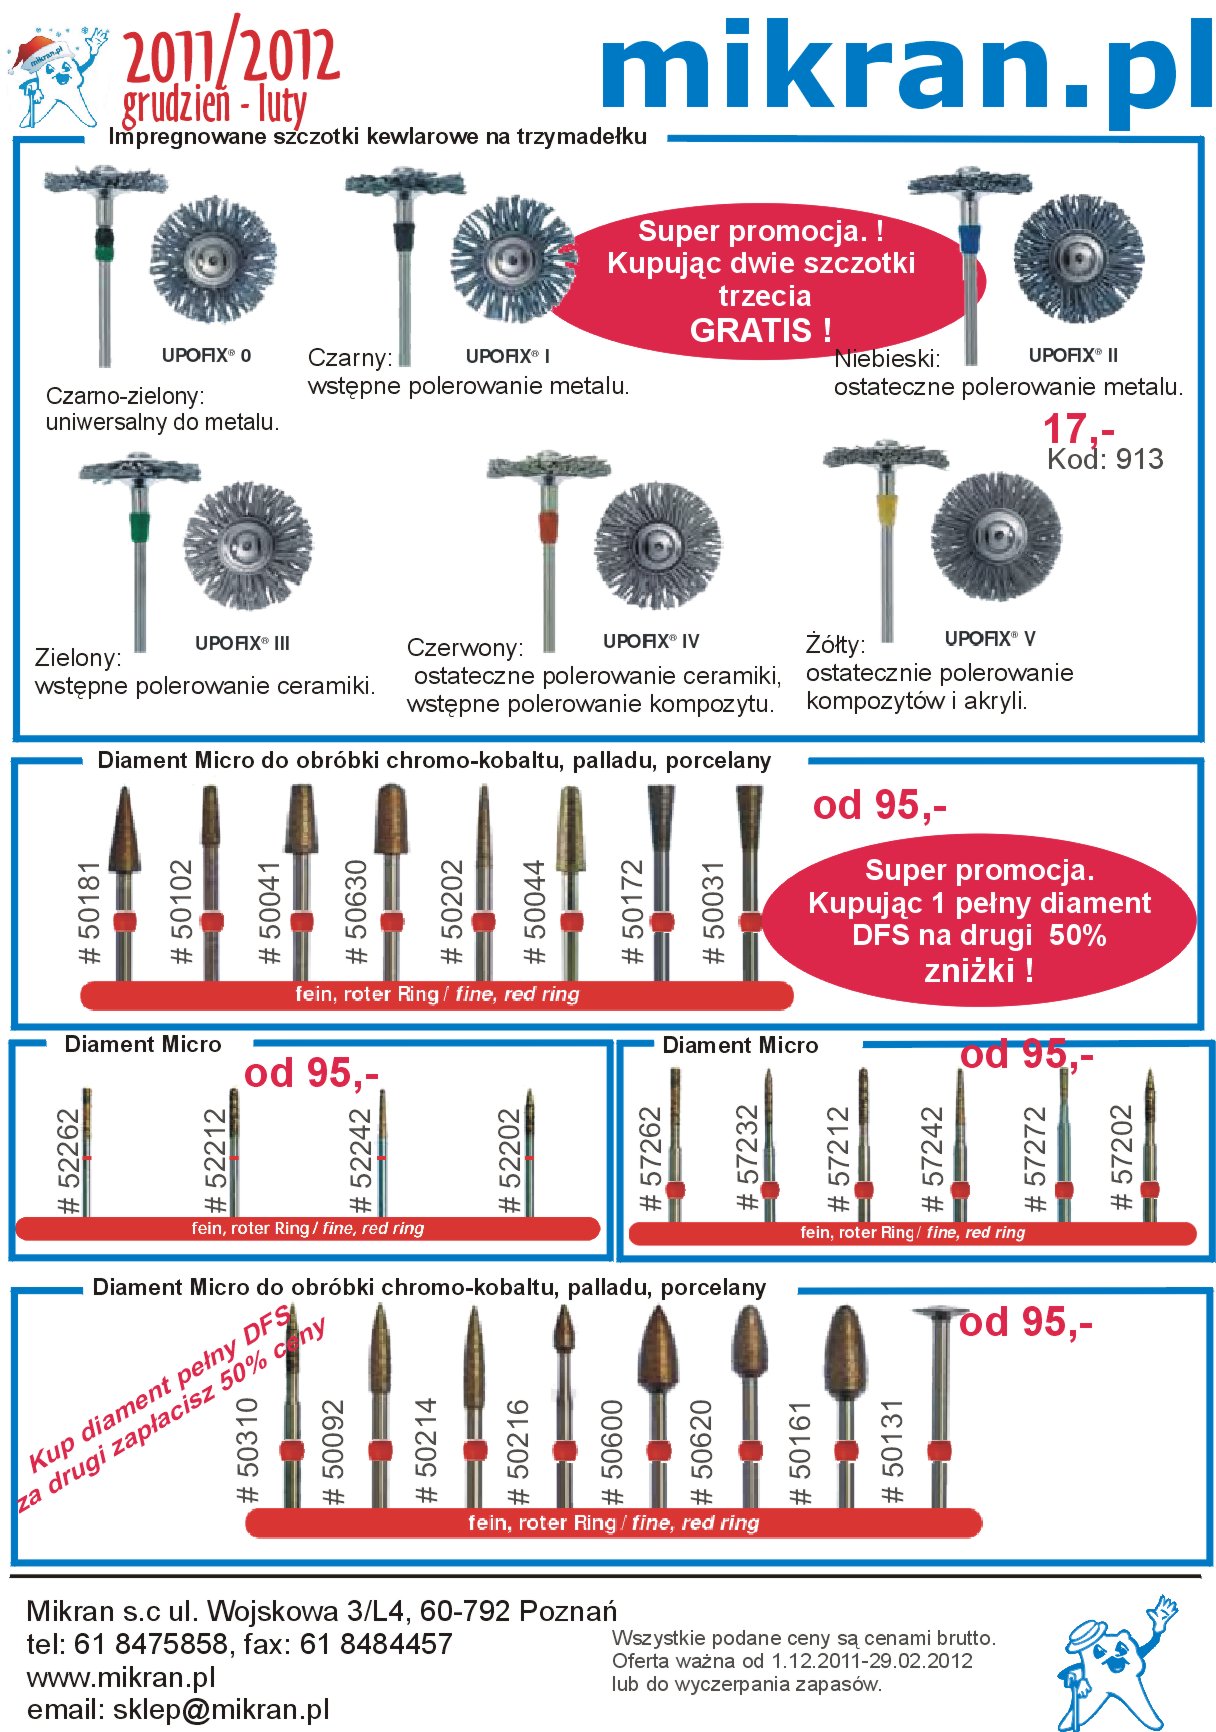 mikran.pl
2011/2012
grudzień - luty
mikran.pl
Impregnowane szczotki kewlarowe na trzymadełku
Super promocja. !
Kupując dwie szczotki
trzecia
GRATIS !
UPOFIX® 0
Czarno-zielony:
uniwersalny do metalu.
UPOFIX® I
Czarny:
wstępne polerowanie metalu.
UPOFIX® II
Niebieski:
ostateczne polerowanie metalu.
17,-
Kod: 913
UPOFIX® III
Zielony:
wstępne polerowanie ceramiki.
UPOFIX® IV
Czerwony:
ostateczne polerowanie ceramiki,
wstępne polerowanie kompozytu.
UPOFIX® V
Żółty:
ostatecznie polerowanie
kompozytów i akryli.
Diament Micro do obróbki chromo-kobaltu, palladu, porcelany
od 95,-
# 50181
# 50102
# 50041
# 50630
# 50202
# 50044
# 50172
# 50031
Super promocja.
Kupując 1 pełny diament
DFS na drugi 50%
zniżki !
fein, roter Ring / fine, red ring
Diament Micro
od 95,-
# 52262
# 52212
# 52242
# 52202
fein, roter Ring / fine, red ring
Diament Micro
od 95,-
# 57262
# 57232
# 57212
# 57242
# 57272
# 57202
fein, roter Ring / fine, red ring
Diament Micro do obróbki chromo-kobaltu, palladu, porcelany
od 95,-
Kup diament pełny DFS
za drugi zapłacisz 50% ceny
# 50310
# 50092
# 50214
# 50216
# 50600
# 50620
# 50161
# 50131
fein, roter Ring / fine, red ring
Mikran s.c ul. Wojskowa 3/L4, 60-792 Poznań
tel: 61 8475858, fax: 61 8484457
www.mikran.pl
email: sklep@mikran.pl
Wszystkie podane ceny są cenami brutto.
Oferta ważna od 1.12.2011-29.02.2012
lub do wyczerpania zapasów.